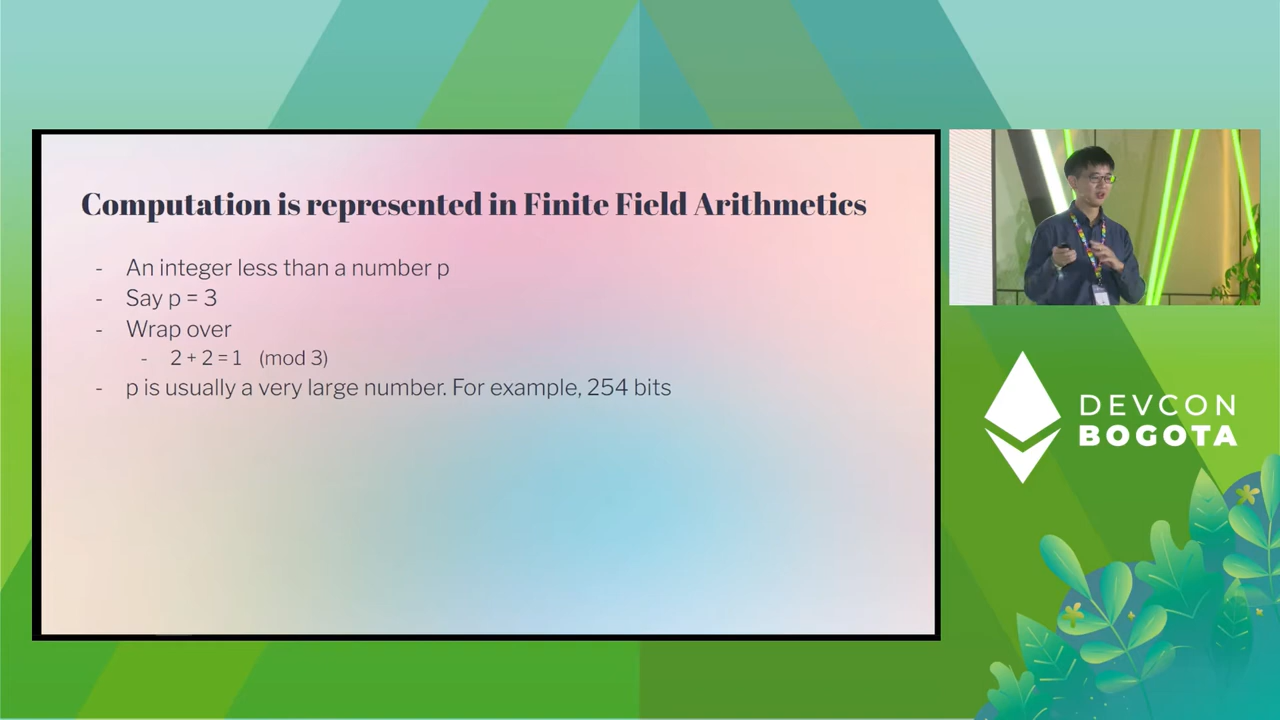 Computation is represented in Finite Field Arithmetics
- An integer less than a number p
- Say p = 3
- Wrap over
- 2 + 2 = 1 (mod 3)
- p is usually a very large number. For example, 254 bits
DEVCON
BOGOTA